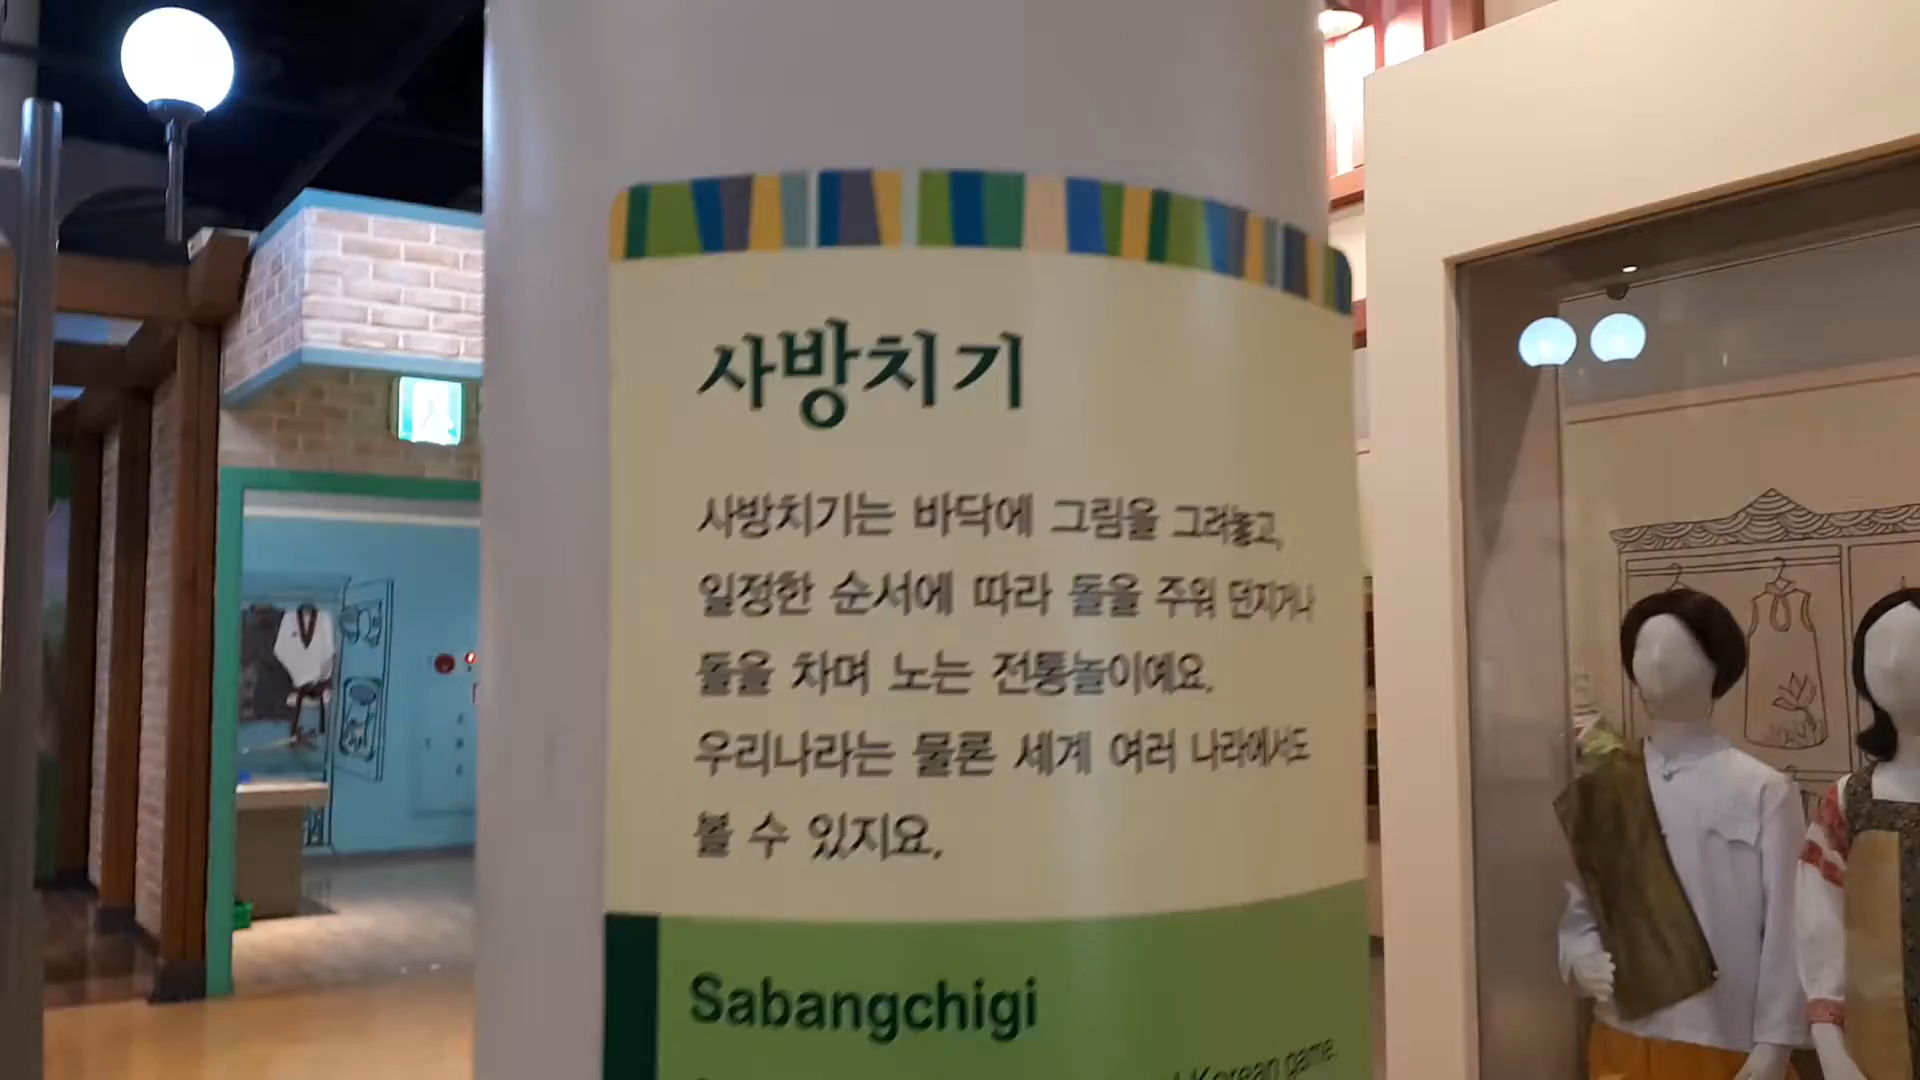 사방치기
사방치기는 바닥에 그림을 그려놓고,
일정한 순서에 따라 돌을 주워 던지거나
돌을 차며 노는 전통놀이예요.
우리나라는 물론 세계 여러 나라에서도
볼 수 있지요.
Sabangchigi
Korean game.